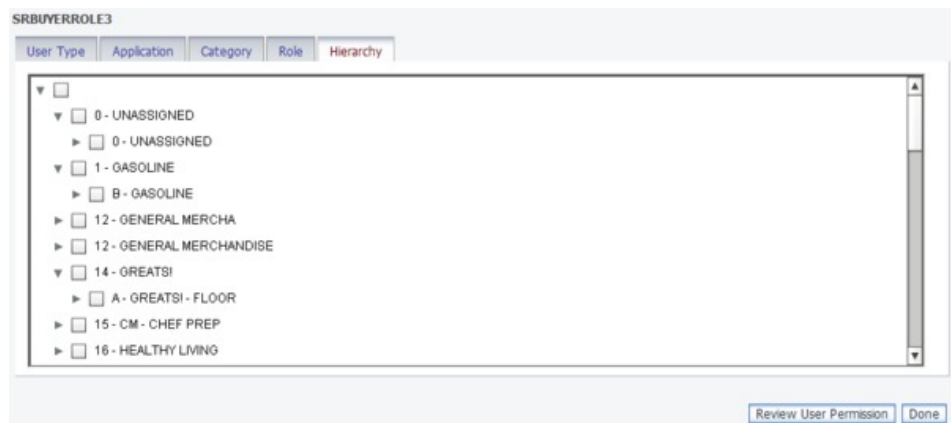 SRBUYERROLE3
User Type Application Category Role Hierarchy
0 - UNASSIGNED
0 - UNASSIGNED
1 - GASOLINE
B - GASOLINE
12 - GENERAL MERCHA
12 - GENERAL MERCHANDISE
14 - GREATS!
A - GREATS! - FLOOR
15 - CM - CHEF PREP
16 - HEALTHY LIVING
Review User Permission Done